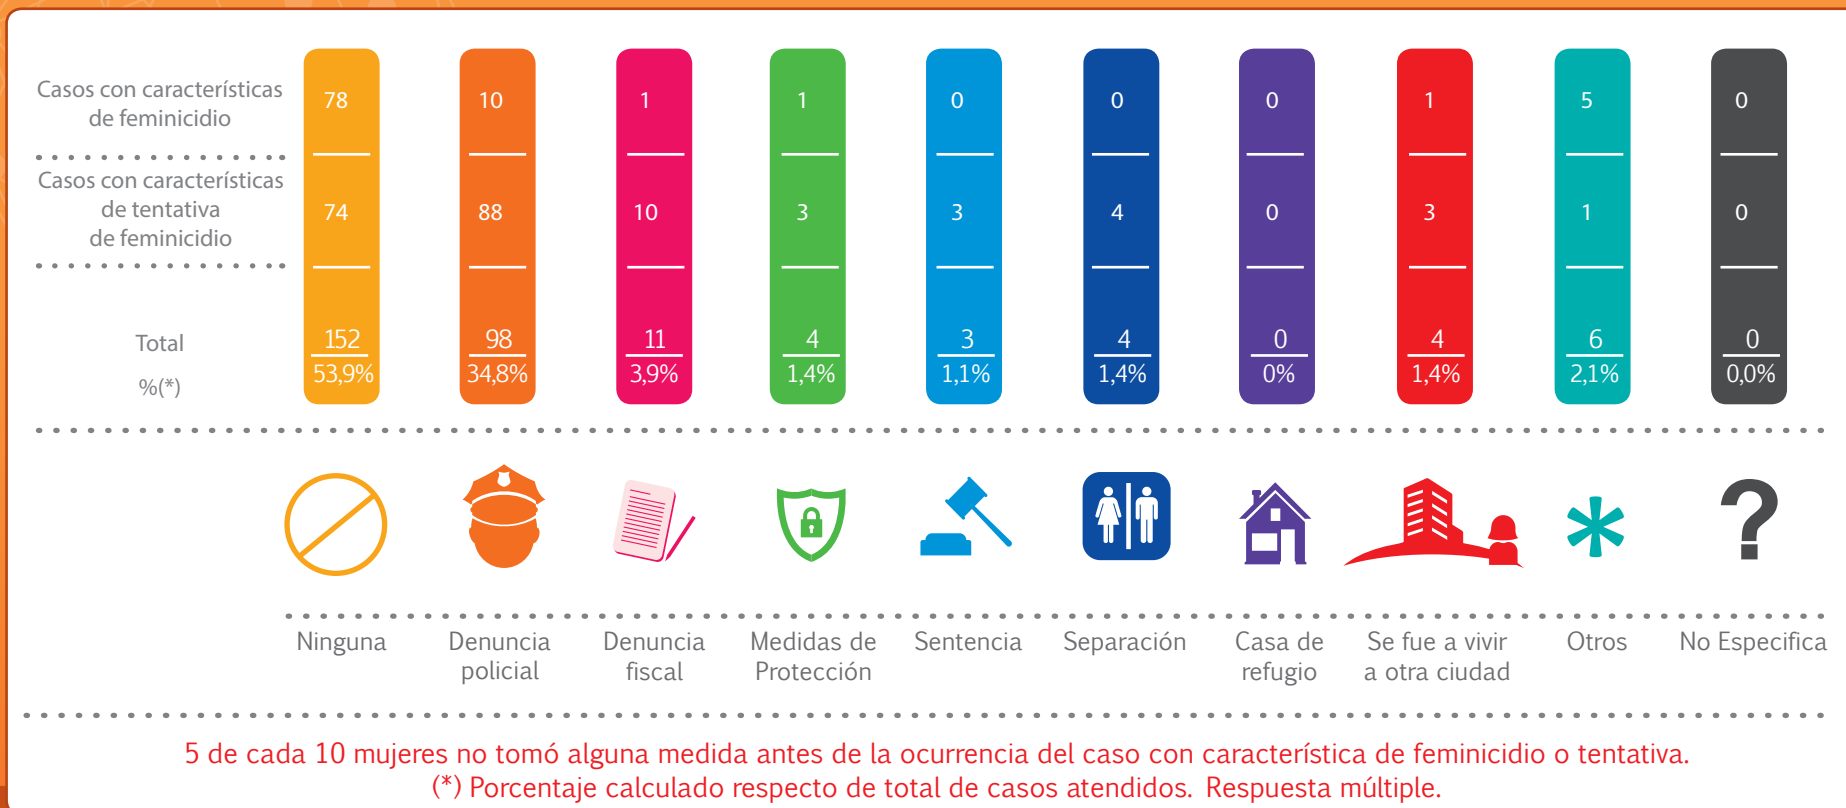 Casos con características
de feminicidio
78 10 1 1 0 0 0 1 5 0
Casos con características
de tentativa
de feminicidio
74 88 10 3 3 4 0 3 1 0
Total
152 98 11 4 3 4 0 4 6 0
%(*)
53,9% 34,8% 3,9% 1,4% 1,1% 1,4% 0% 1,4% 2,1% 0,0%
Ninguna
Denuncia
policial
Denuncia
fiscal
Medidas de
Protección
Sentencia
Separación
Casa de
refugio
Se fue a vivir
a otra ciudad
Otros
No Especifica
?
5 de cada 10 mujeres no tomó alguna medida antes de la ocurrencia del caso con característica de feminicidio o tentativa.
(*) Porcentaje calculado respecto de total de casos atendidos. Respuesta múltiple.